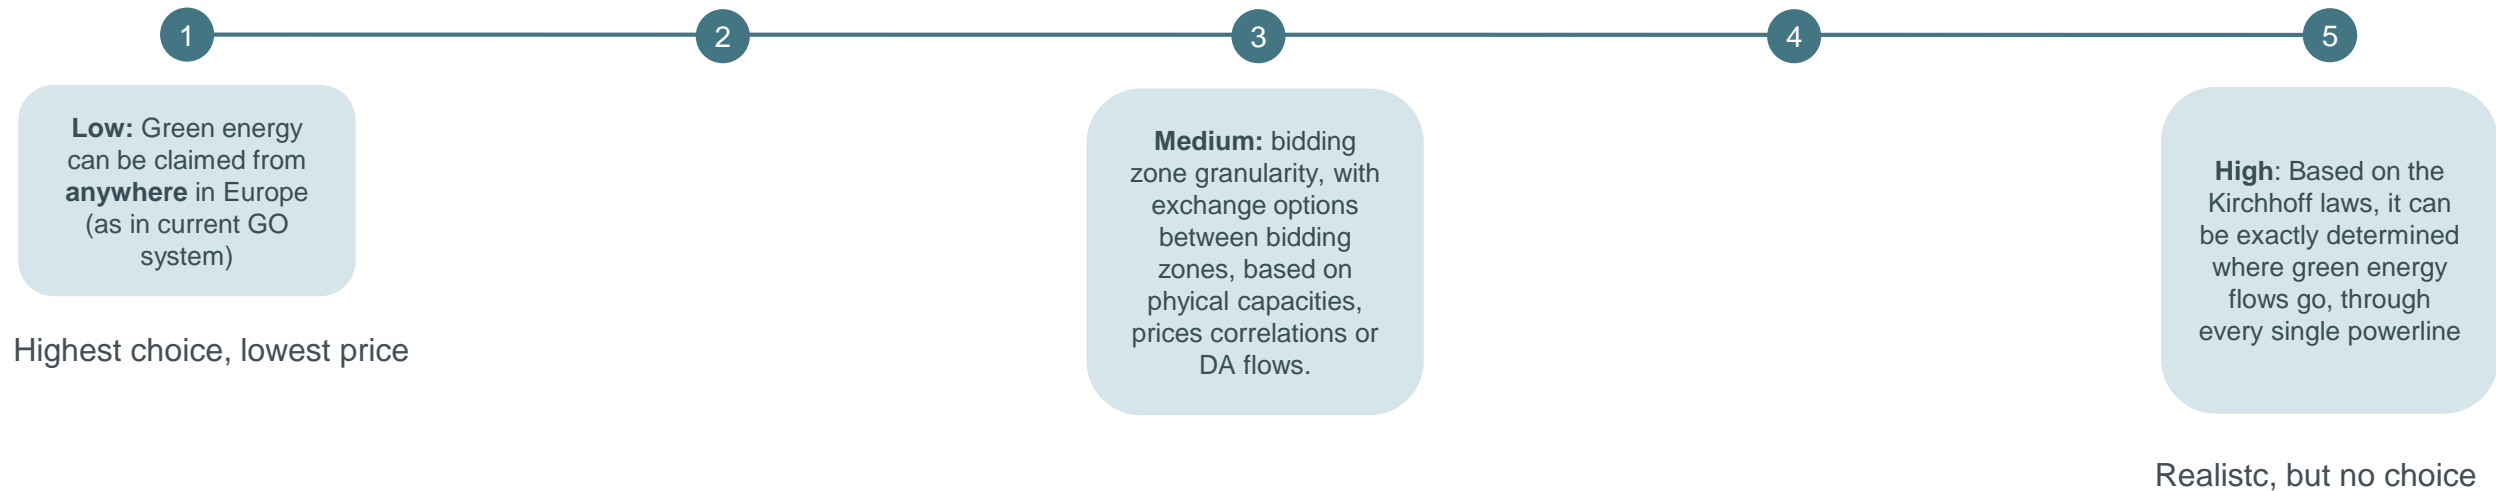 1
2
3
4
5
Low: Green energy
can be claimed from
anywhere in Europe
(as in current GO
system)
Highest choice, lowest price
Medium: bidding
zone granularity, with
exchange options
between bidding
zones, based on
phyical capacities,
prices correlations or
DA flows.
High: Based on the
Kirchhoff laws, it can
be exactly determined
where green energy
flows go, through
every single powerline
Realistc, but no choice